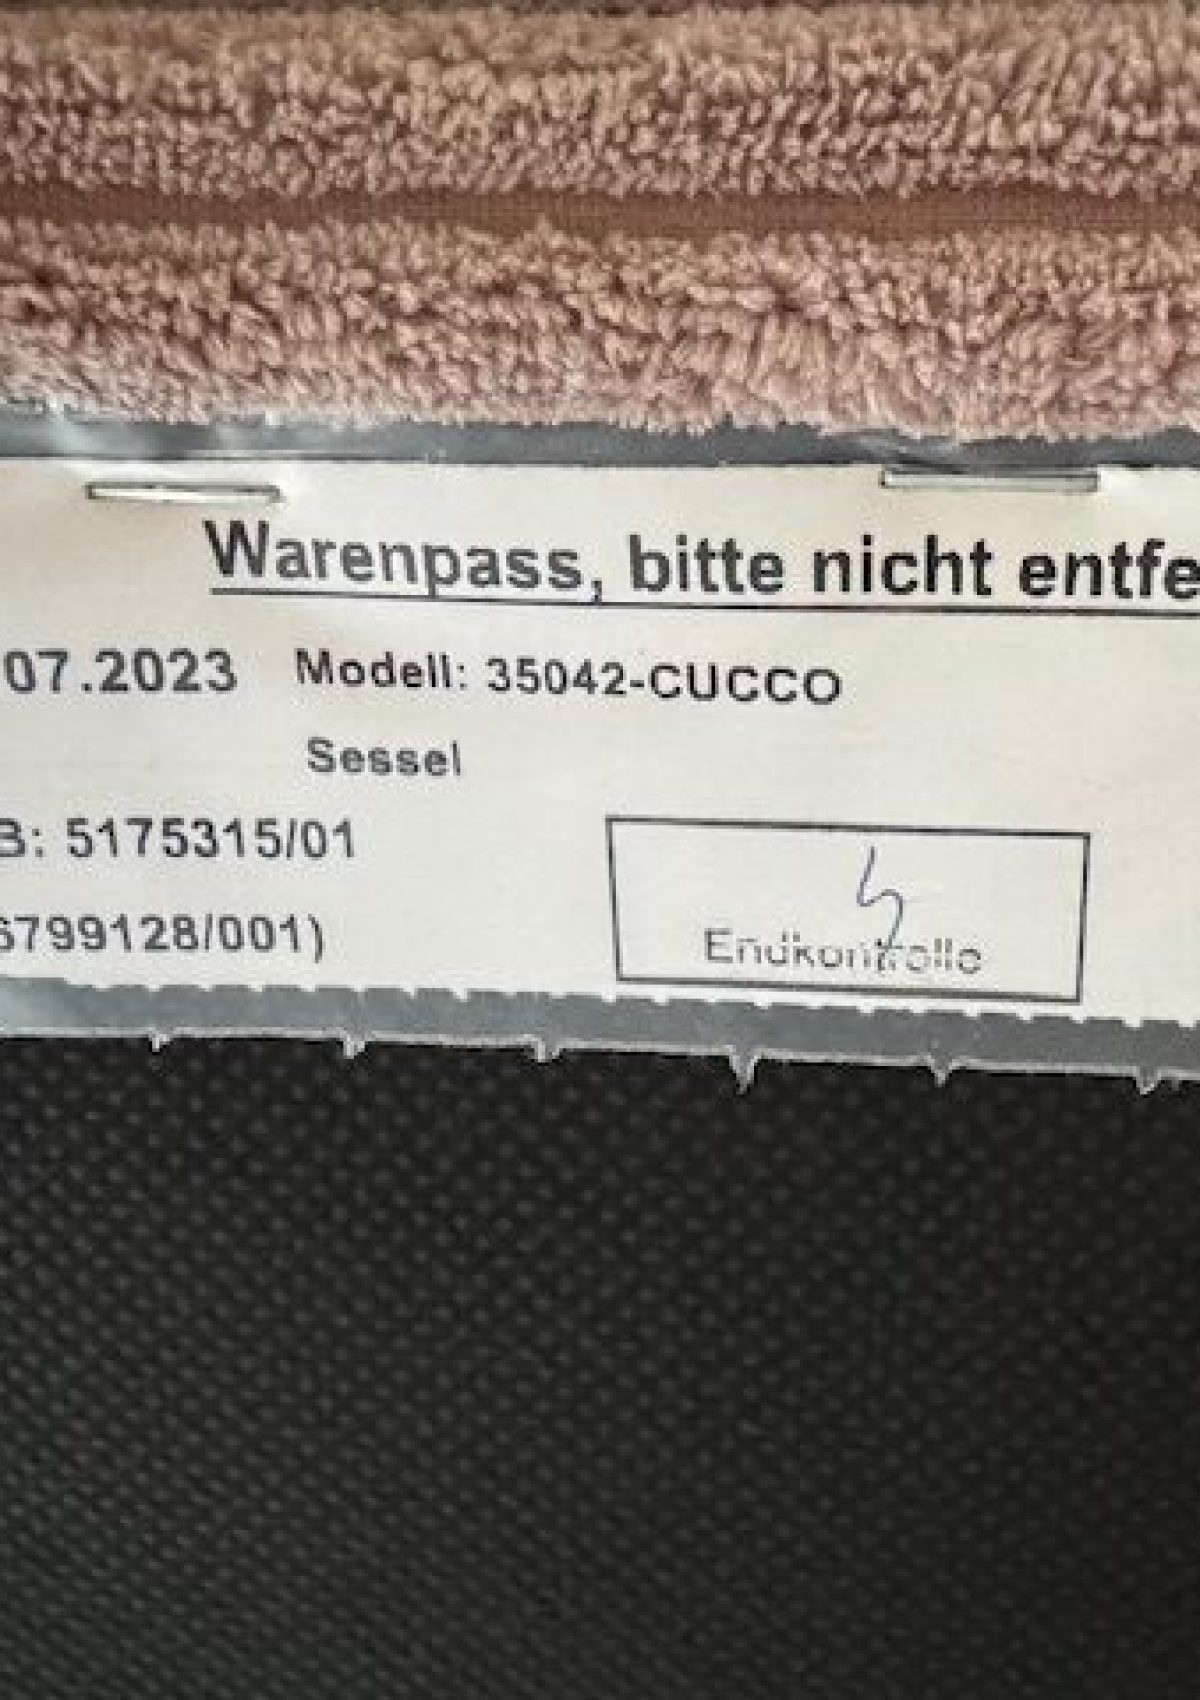 Warenpass, bitte nicht entfe
07.2023 Modell: 35042-CUCCO
Sessel
B: 5175315/01
6799128/001)
Endkontrolle